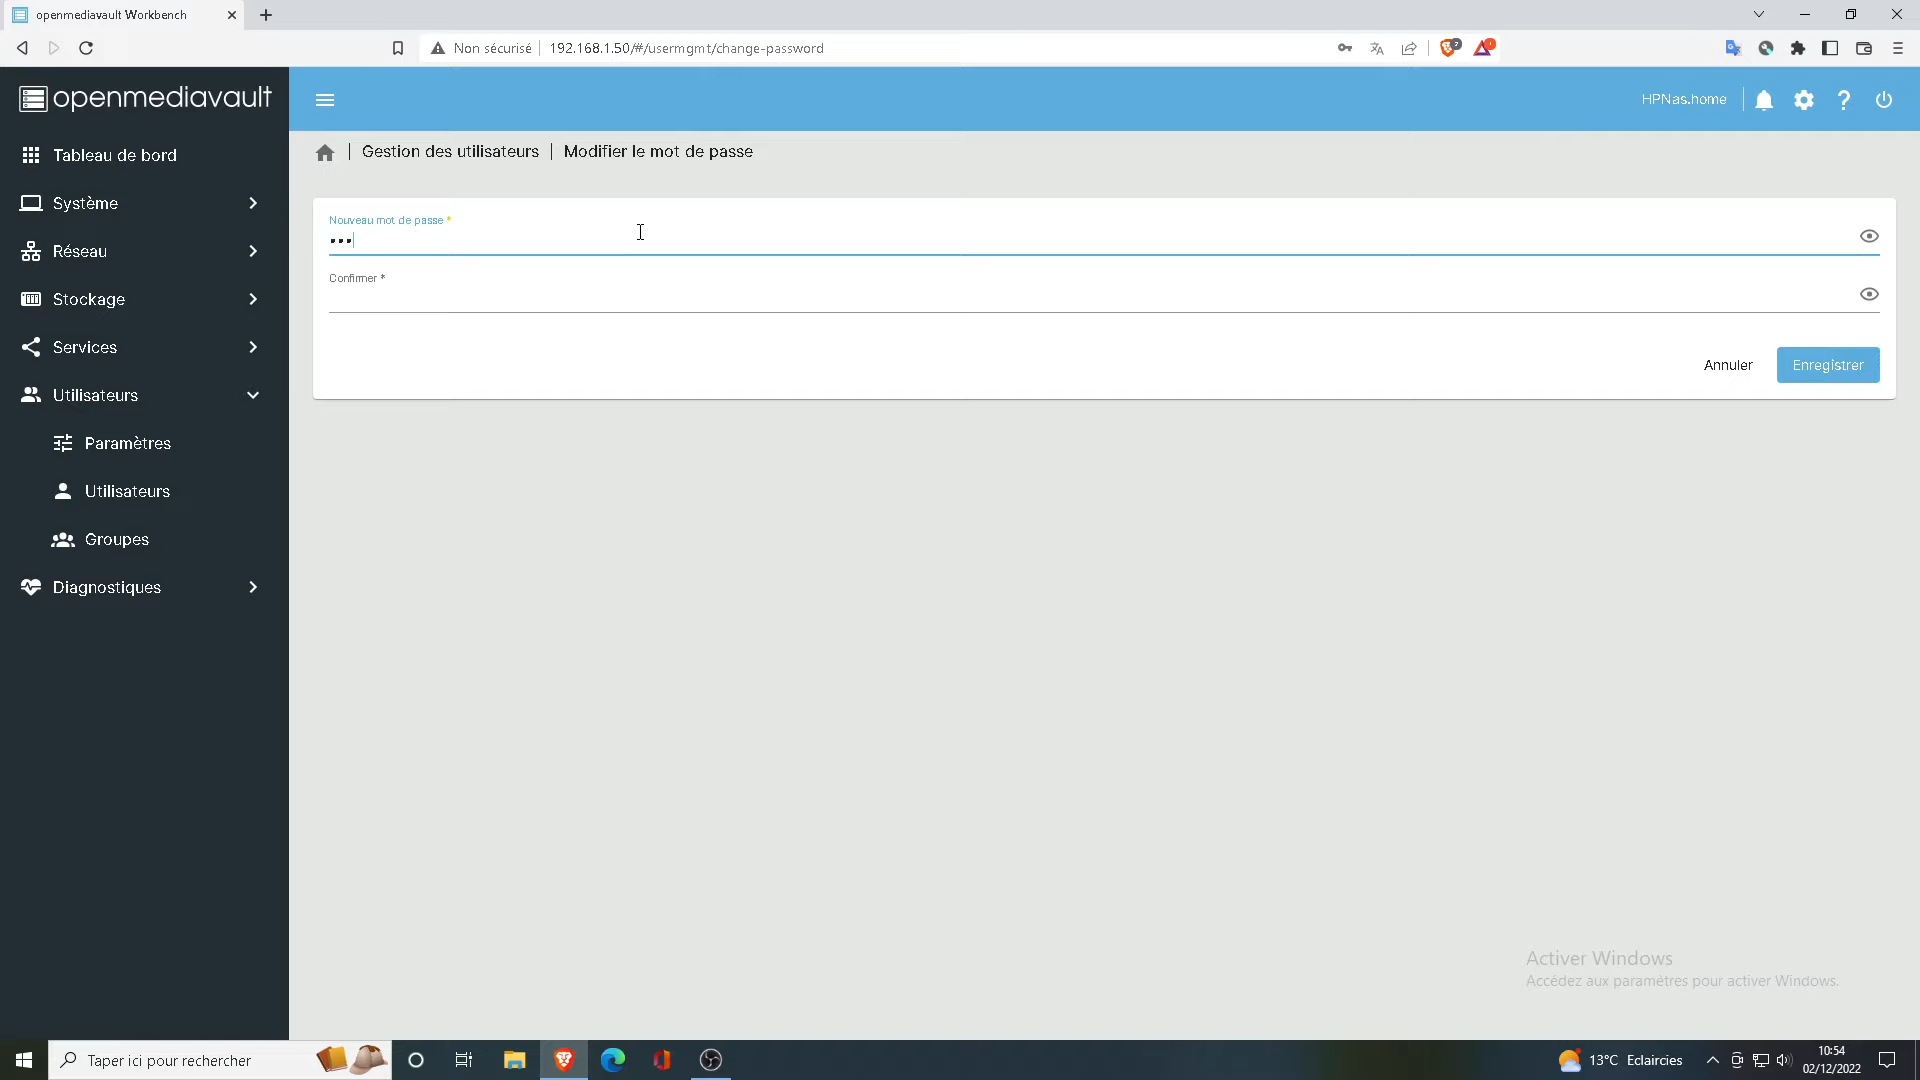 openmediavault Workbench
Non sécurisé
192.168.1.50/#/usermgmt/change-password
openmediavault
HPNas.home
Gestion des utilisateurs
Modifier le mot de passe
Tableau de bord
Système
Réseau
Stockage
Services
Utilisateurs
Paramètres
Utilisateurs
Groupes
Diagnostiques
Nouveau mot de passe *
•••
Confirmer *
Annuler
Enregistrer
Activer Windows
Accédez aux paramètres pour activer Windows.
Taper ici pour rechercher
13°C Eclaircies
10:54
02/12/2022